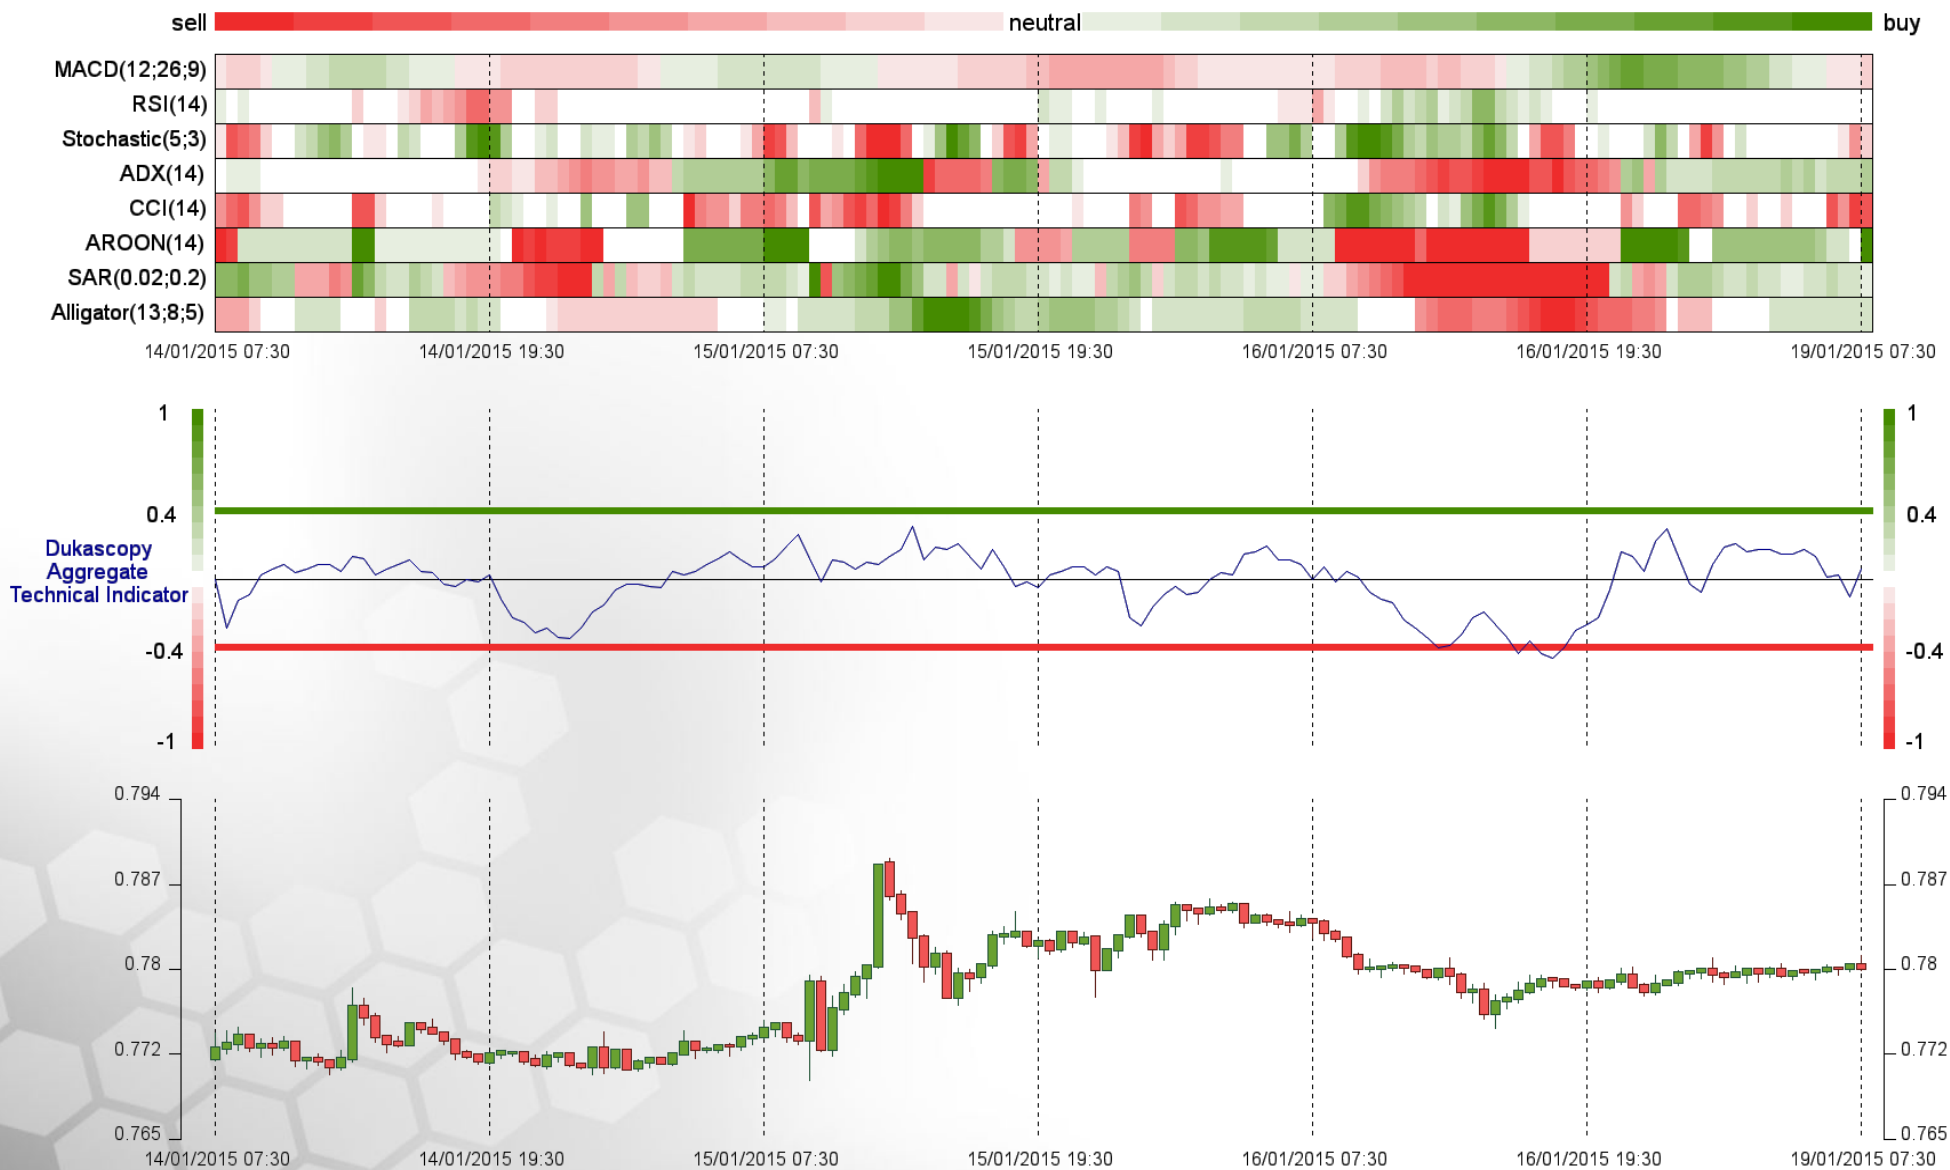 sell neutral buy
MACD(12;26;9)
RSI(14)
Stochastic(5;3)
ADX(14)
CCI(14)
AROON(14)
SAR(0.02;0.2)
Alligator(13;8;5)
14/01/2015 07:30 14/01/2015 19:30 15/01/2015 07:30 15/01/2015 19:30 16/01/2015 07:30 16/01/2015 19:30 19/01/2015 07:30
1 1
0.4 0.4
Dukascopy
Aggregate
Technical Indicator
-0.4 -0.4
-1 -1
0.794 0.794
0.787 0.787
0.78 0.78
0.772 0.772
0.765 0.765
14/01/2015 07:30 14/01/2015 19:30 15/01/2015 07:30 15/01/2015 19:30 16/01/2015 07:30 16/01/2015 19:30 19/01/2015 07:30